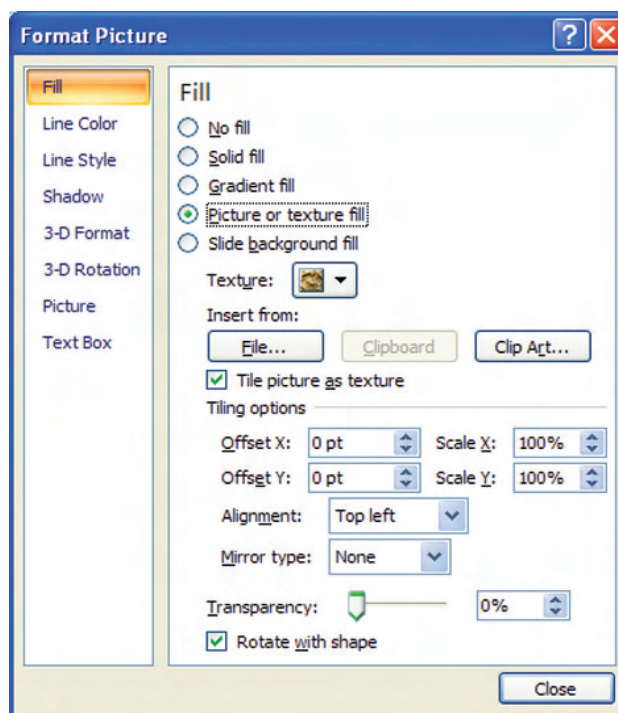 Format Picture
Fill
Line Color
Line Style
Shadow
3-D Format
3-D Rotation
Picture
Text Box
Fill
No fill
Solid fill
Gradient fill
Picture or texture fill
Slide background fill
Texture:
Insert from:
File... Clipboard Clip Art...
Tile picture as texture
Tiling options
Offset X: 0 pt Scale X: 100%
Offset Y: 0 pt Scale Y: 100%
Alignment: Top left
Mirror type: None
Transparency: 0%
Rotate with shape
Close